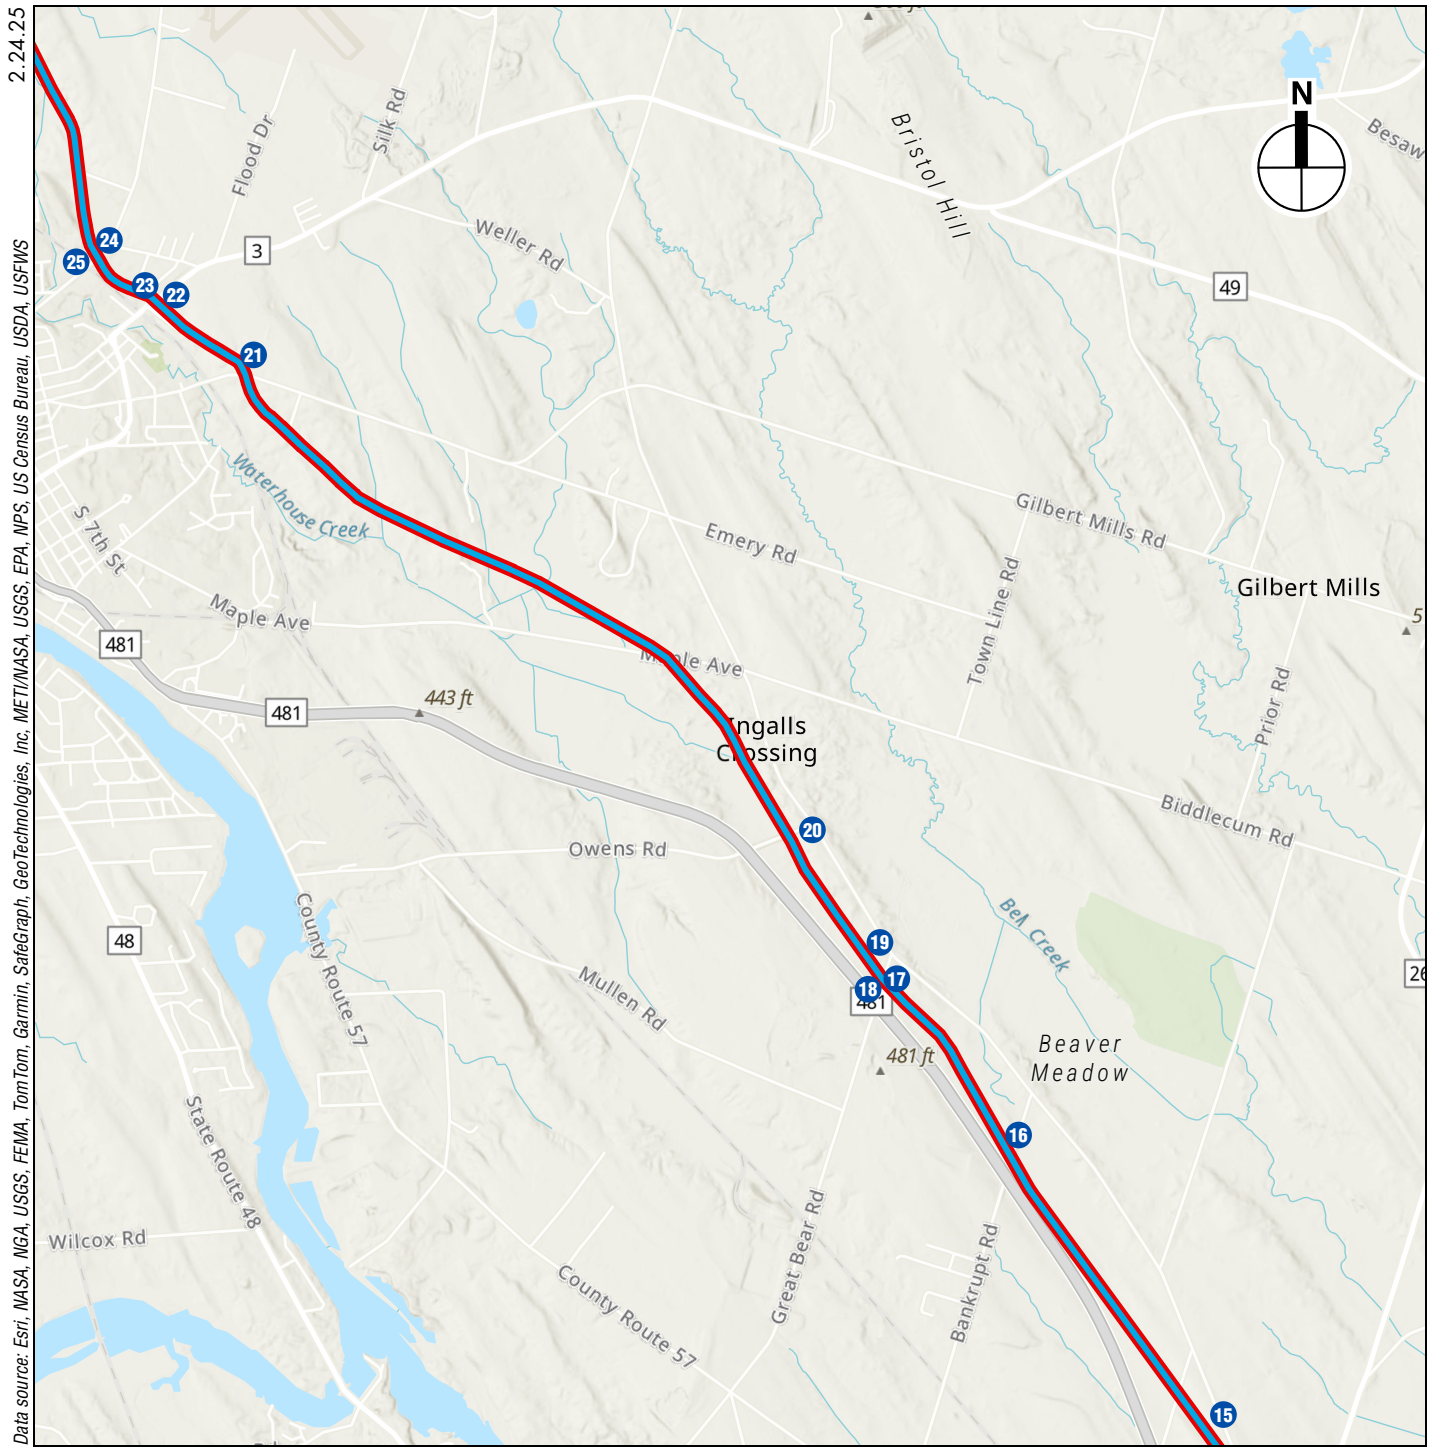 2.24.25
Data source: Esri, NASA, NGA, USGS, FEMA, TomTom, Garmin, SafeGraph, GeoTechnologies, Inc, METI/NASA, USGS, EPA, NPS, US Census Bureau, USDA, USFWS
N
Besaw
Silk Rd
Flood Dr
Bristol Hill
Weller Rd
3
24
25
23
22
49
21
Waterhouse Creek
S 7th St
Gilbert Mills Rd
Emery Rd
Gilbert Mills
Town Line Rd
Maple Ave
5
481
Maple Ave
Prior Rd
443 ft
481
Ingalls
Crossing
Biddlecum Rd
20
Owens Rd
County Route 57
Bell Creek
48
19
26
17
18
481
Mullen Rd
Beaver
Meadow
481 ft
State Route 48
16
Wilcox Rd
Great Bear Rd
Bankrupt Rd
County Route 57
15